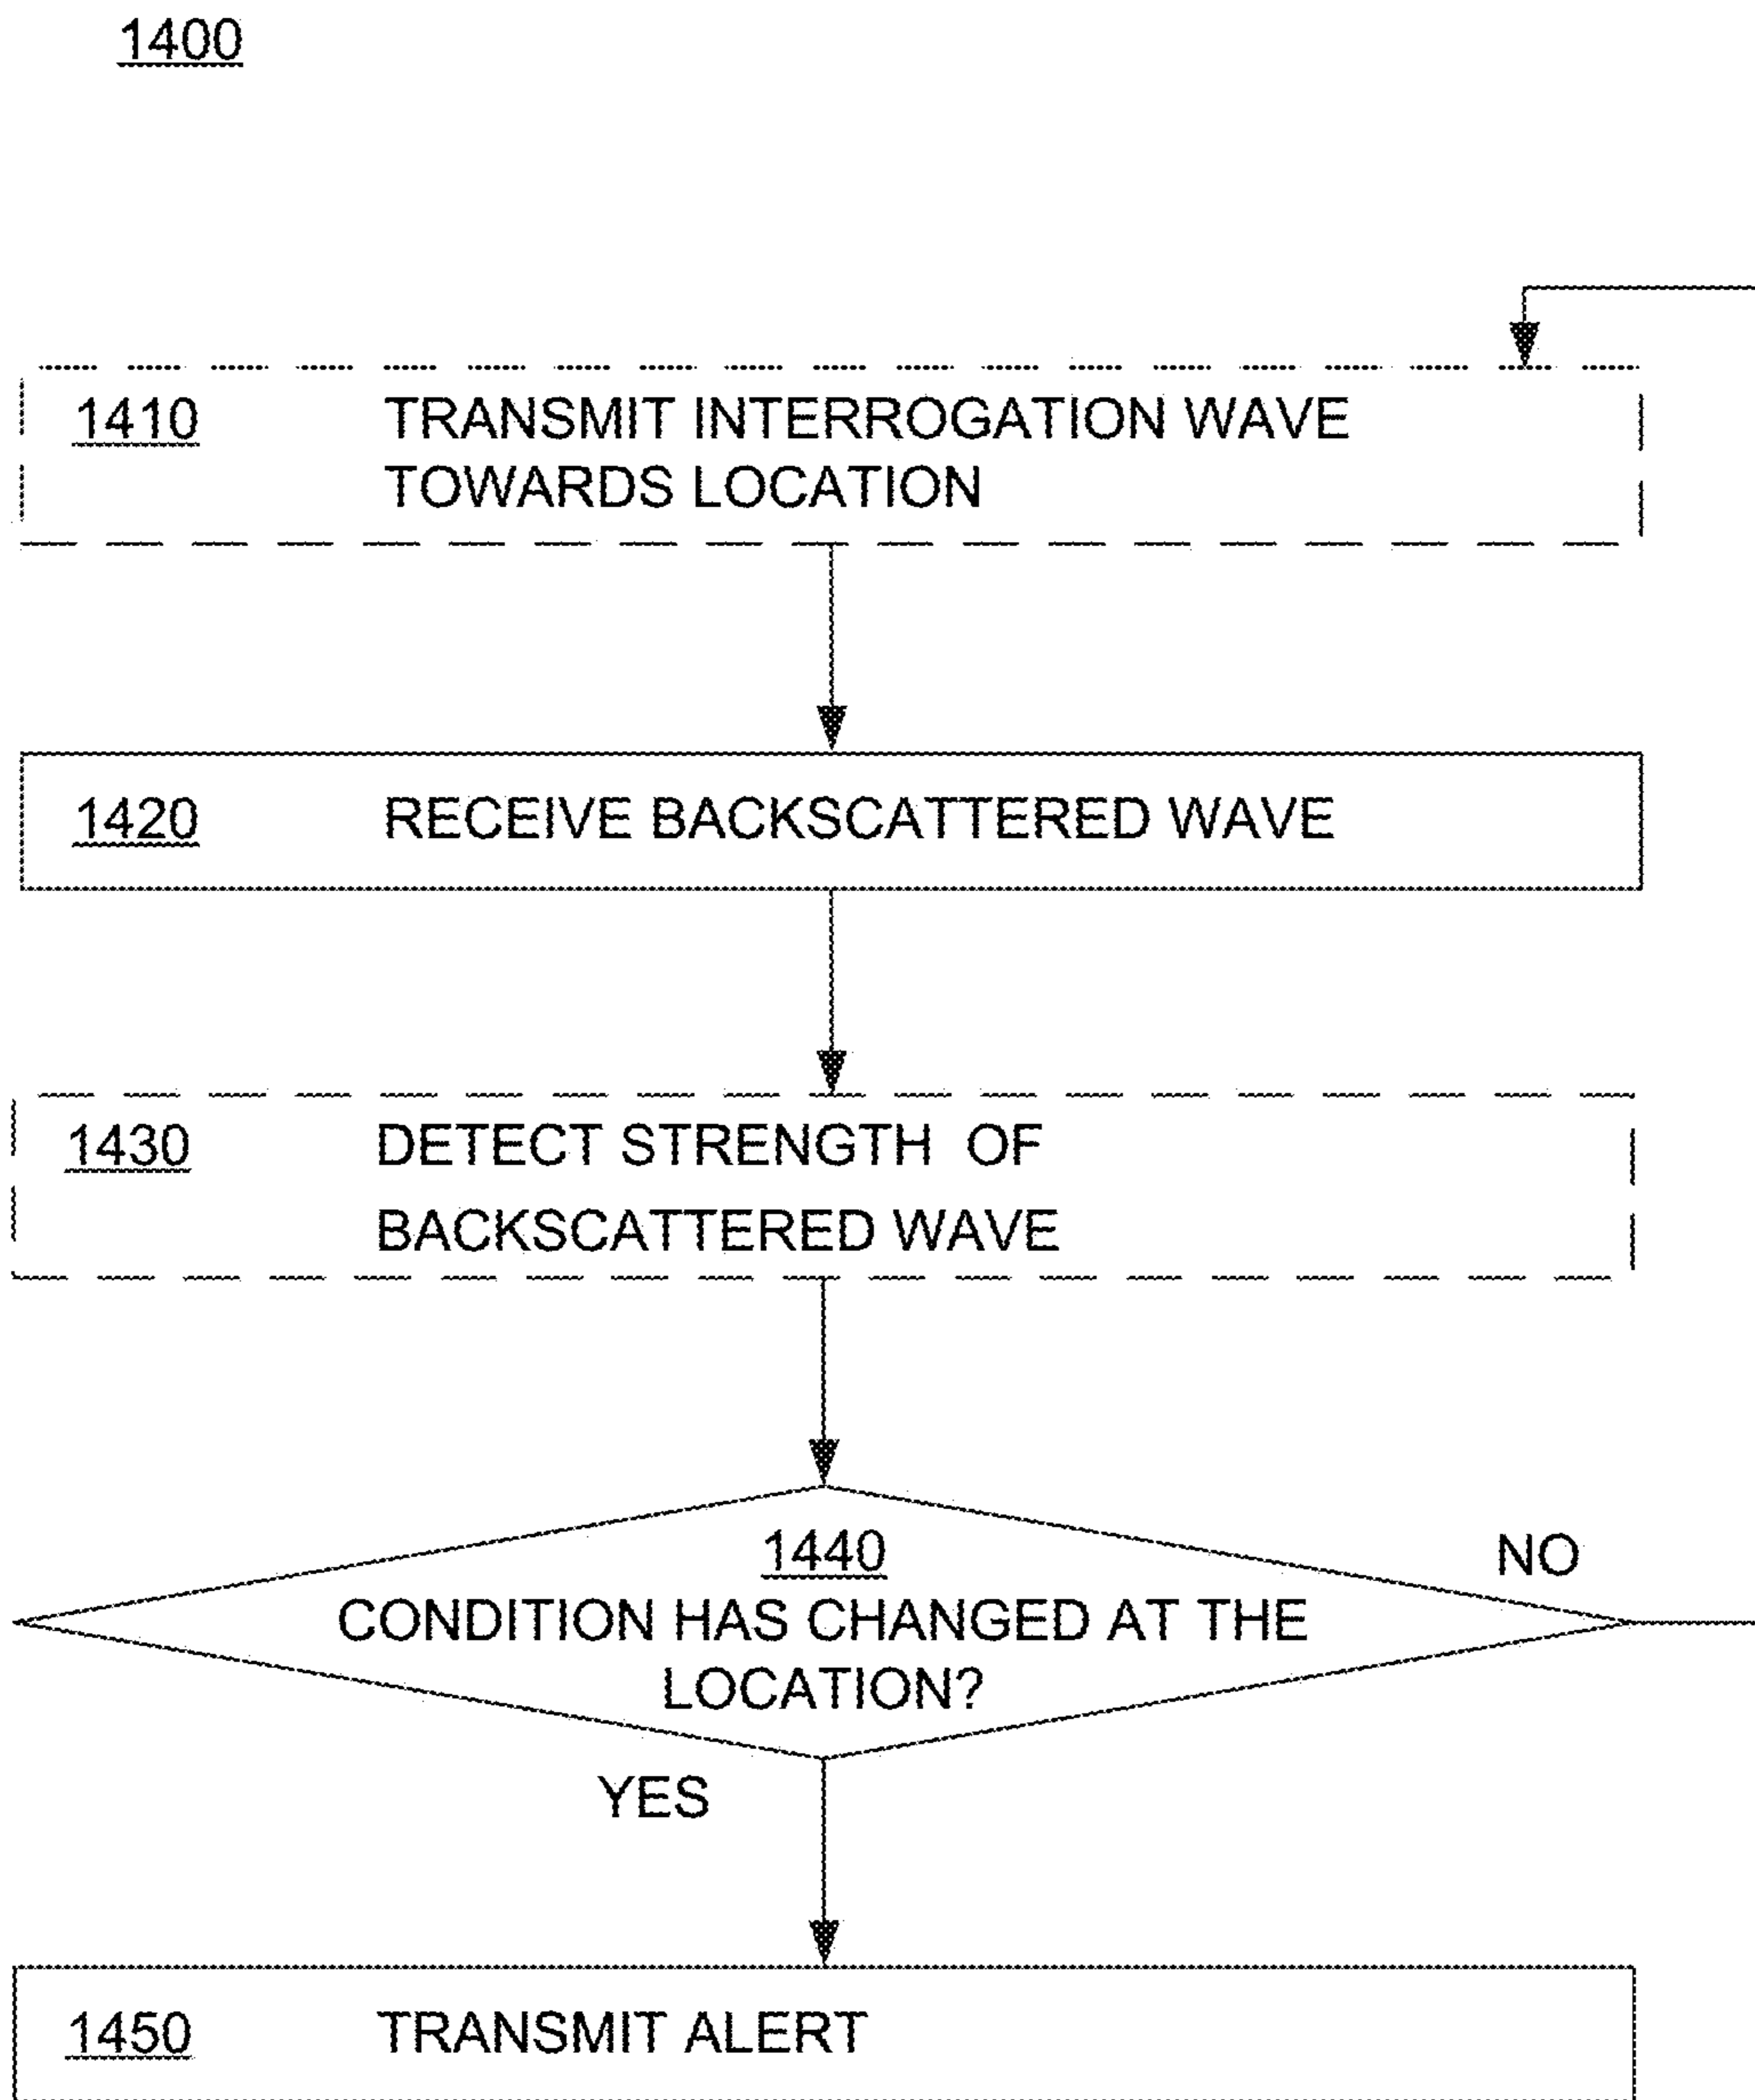 1400
1410 TRANSMIT INTERROGATION WAVE
TOWARDS LOCATION
1420 RECEIVE BACKSCATTERED WAVE
1430 DETECT STRENGTH OF
BACKSCATTERED WAVE
1440
CONDITION HAS CHANGED AT THE
LOCATION?
NO
YES
1450 TRANSMIT ALERT